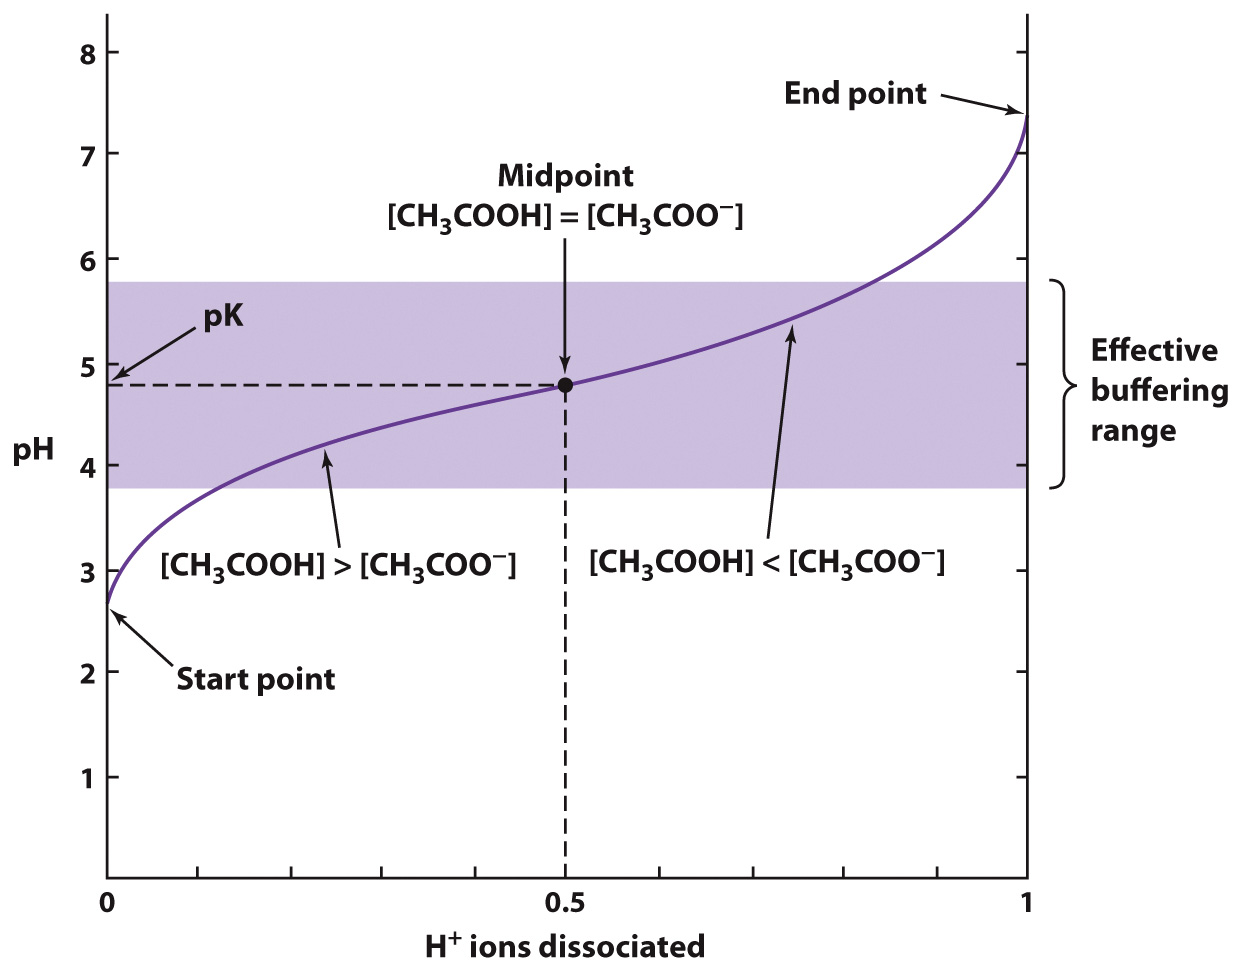 8
End point
7
Midpoint
[CH₃COOH] = [CH₃COO⁻]
6
pK
5
Effective
buffering
range
pH
4
[CH₃COOH] > [CH₃COO⁻]
[CH₃COOH] < [CH₃COO⁻]
3
Start point
2
1
0
0.5
1
H⁺ ions dissociated